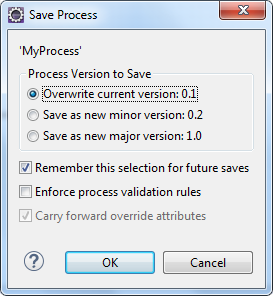 Save Process
'MyProcess'
Process Version to Save
Overwrite current version: 0.1
Save as new minor version: 0.2
Save as new major version: 1.0
Remember this selection for future saves
Enforce process validation rules
Carry forward override attributes
?
OK
Cancel